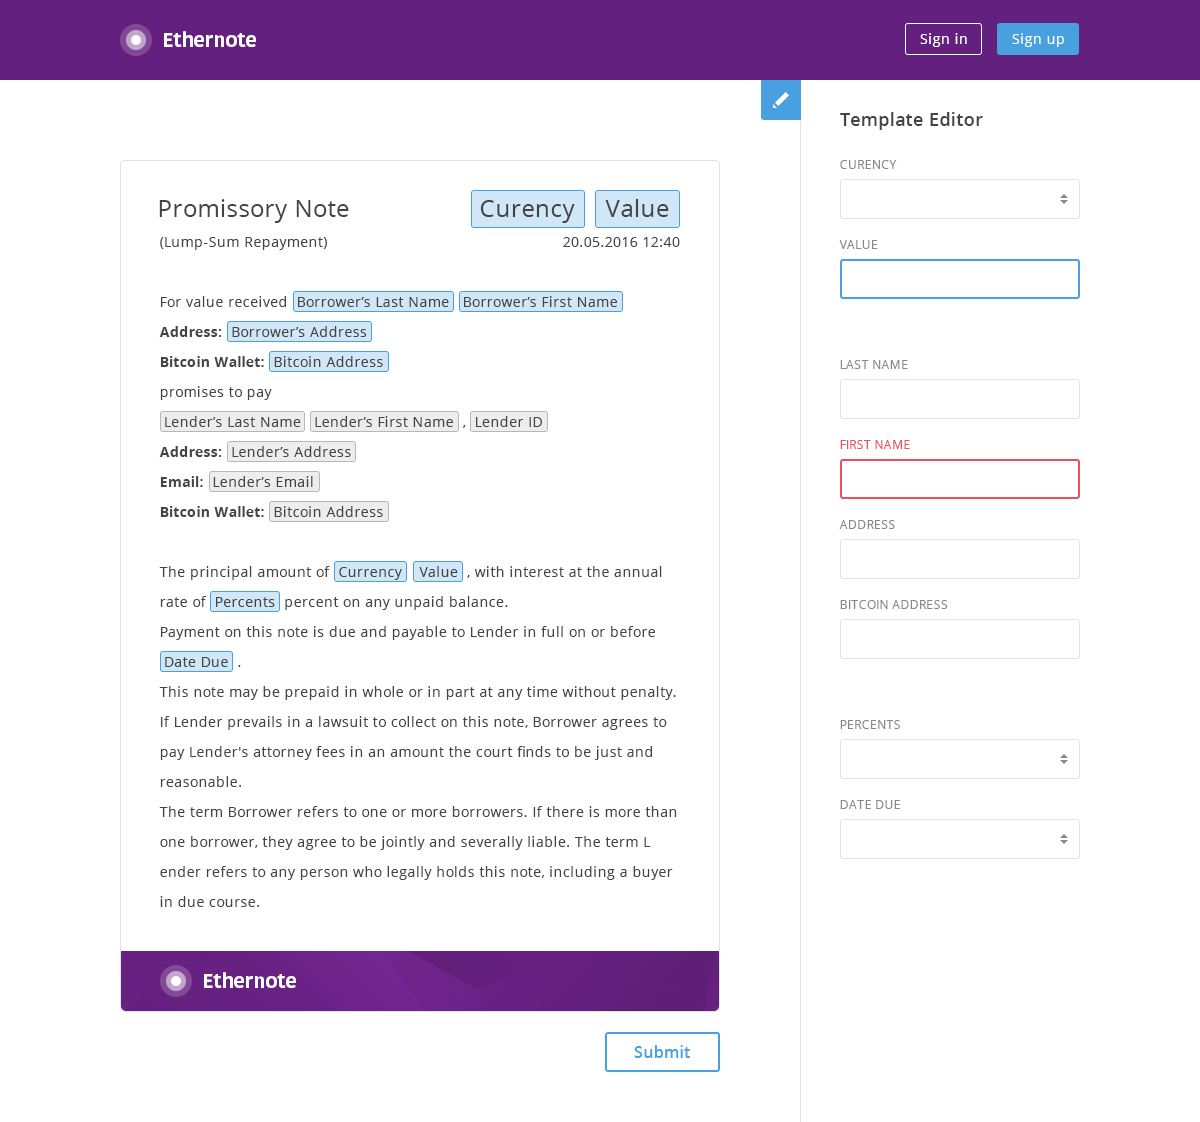 Ethernote
Sign in
Sign up
Promissory Note
Curency
Value
(Lump-Sum Repayment)
20.05.2016 12:40
For value received Borrower’s Last Name Borrower’s First Name
Address: Borrower’s Address
Bitcoin Wallet: Bitcoin Address
promises to pay
Lender’s Last Name Lender’s First Name , Lender ID
Address: Lender’s Address
Email: Lender’s Email
Bitcoin Wallet: Bitcoin Address
The principal amount of Currency Value , with interest at the annual
rate of Percents percent on any unpaid balance.
Payment on this note is due and payable to Lender in full on or before
Date Due .
This note may be prepaid in whole or in part at any time without penalty.
If Lender prevails in a lawsuit to collect on this note, Borrower agrees to
pay Lender's attorney fees in an amount the court finds to be just and
reasonable.
The term Borrower refers to one or more borrowers. If there is more than
one borrower, they agree to be jointly and severally liable. The term L
ender refers to any person who legally holds this note, including a buyer
in due course.
Ethernote
Submit
Template Editor
CURENCY
VALUE
LAST NAME
FIRST NAME
ADDRESS
BITCOIN ADDRESS
PERCENTS
DATE DUE